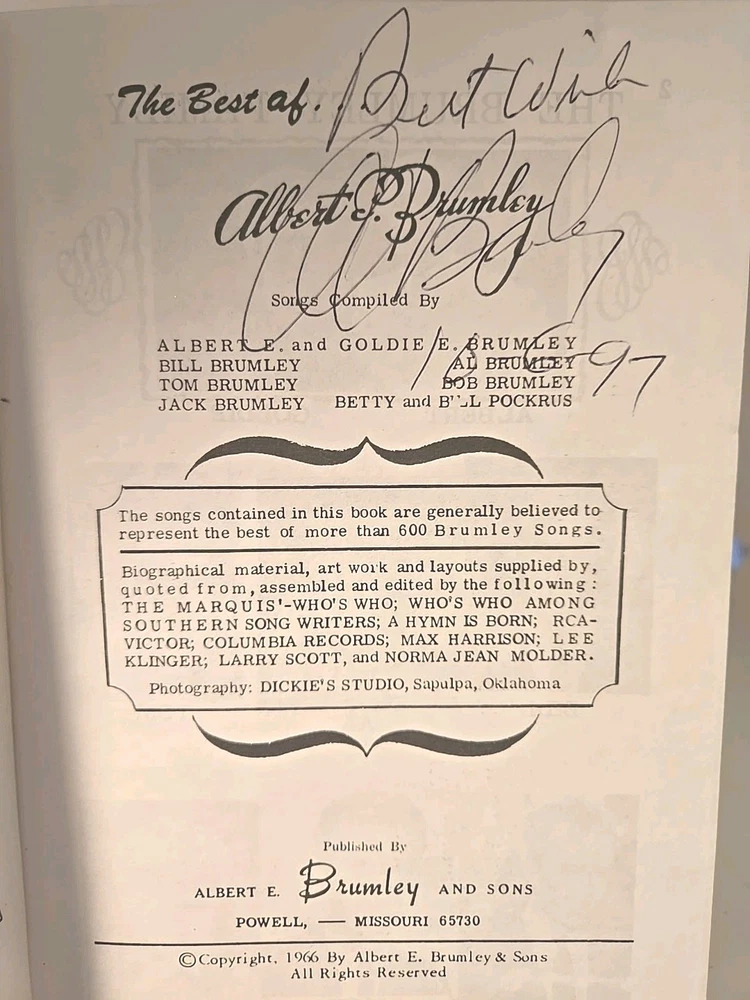 The Best of. .
Best Wish
Albert E. Brumley
Al Brumley
Songs Compiled By
ALBERT E. and GOLDIE E. BRUMLEY
BILL BRUMLEY AL BRUMLEY
TOM BRUMLEY BOB BRUMLEY
JACK BRUMLEY BETTY and BILL POCKRUS
The songs contained in this book are generally believed to
represent the best of more than 600 Brumley Songs.
Biographical material, art work and layouts supplied by,
quoted from, assembled and edited by the following:
THE MARQUIS'-WHO'S WHO; WHO'S WHO AMONG
SOUTHERN SONG WRITERS; A HYMN IS BORN; RCA-
VICTOR; COLUMBIA RECORDS; MAX HARRISON; LEE
KLINGER; LARRY SCOTT, and NORMA JEAN MOLDER.
Photography: DICKIE'S STUDIO, Sapulpa, Oklahoma
Published By
ALBERT E. Brumley AND SONS
POWELL, — MISSOURI 65730
©Copyright, 1966 By Albert E. Brumley & Sons
All Rights Reserved